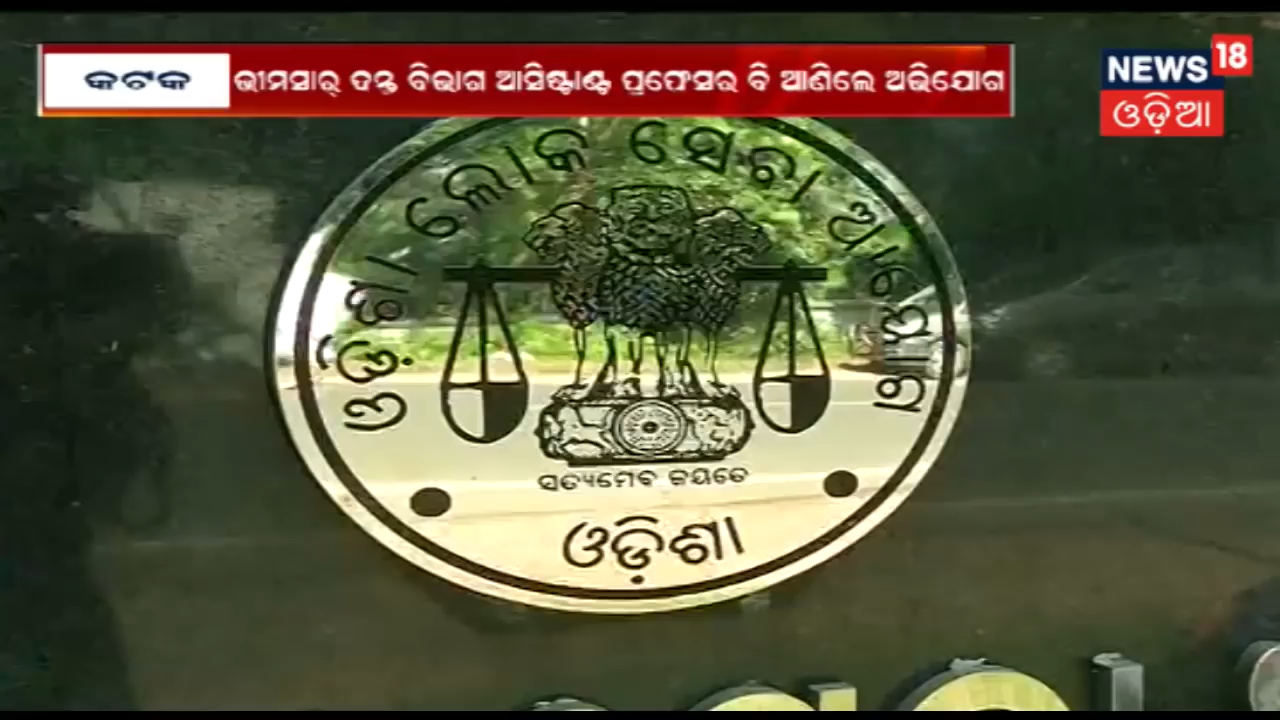 କଟକ
ଭୀମସାର୍ ଦନ୍ତ ବିଭାଗ ଆସିଷ୍ଟାଣ୍ଟ ପ୍ରଫେସର ବି ଆଣିଲେ ଅଭିଯୋଗ
NEWS 18
ଓଡ଼ିଆ
ଓଡ଼ିଶା ଲୋକ ସେବା ଆୟୋଗ
ସତ୍ୟମେବ ଜୟତେ
ଓଡ଼ିଶା